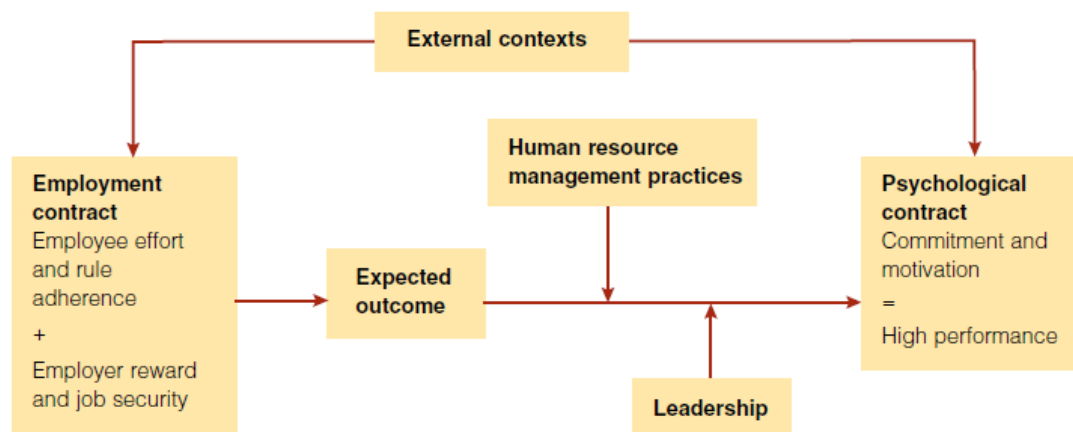 External contexts
Human resource
management practices
Employment
contract
Employee effort
and rule
adherence
+
Employer reward
and job security
Expected
outcome
Leadership
Psychological
contract
Commitment and
motivation
=
High performance